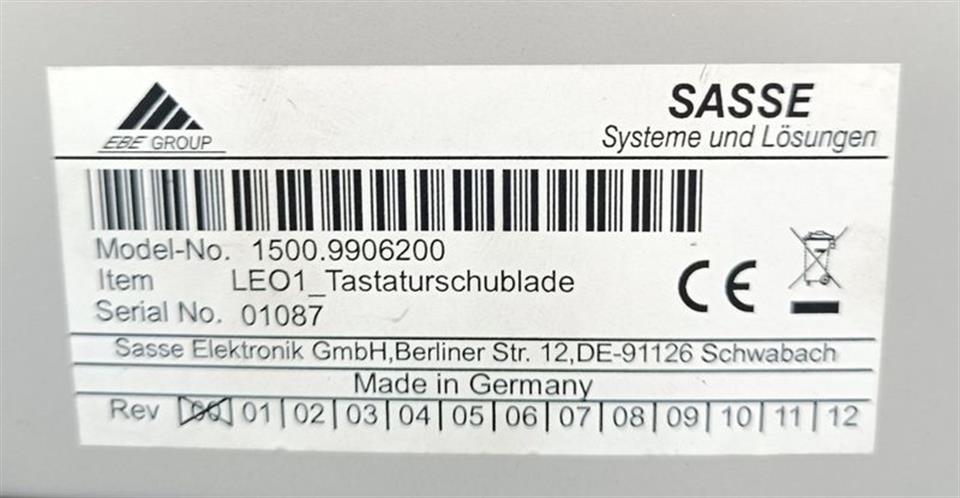 EBE GROUP
SASSE
Systeme und Lösungen
Model-No. 1500.9906200
Item LEO1_Tastaturschublade
Serial No. 01087
CE
Sasse Elektronik GmbH,Berliner Str. 12,DE-91126 Schwabach
Made in Germany
Rev 00|01|02|03|04|05|06|07|08|09|10|11|12